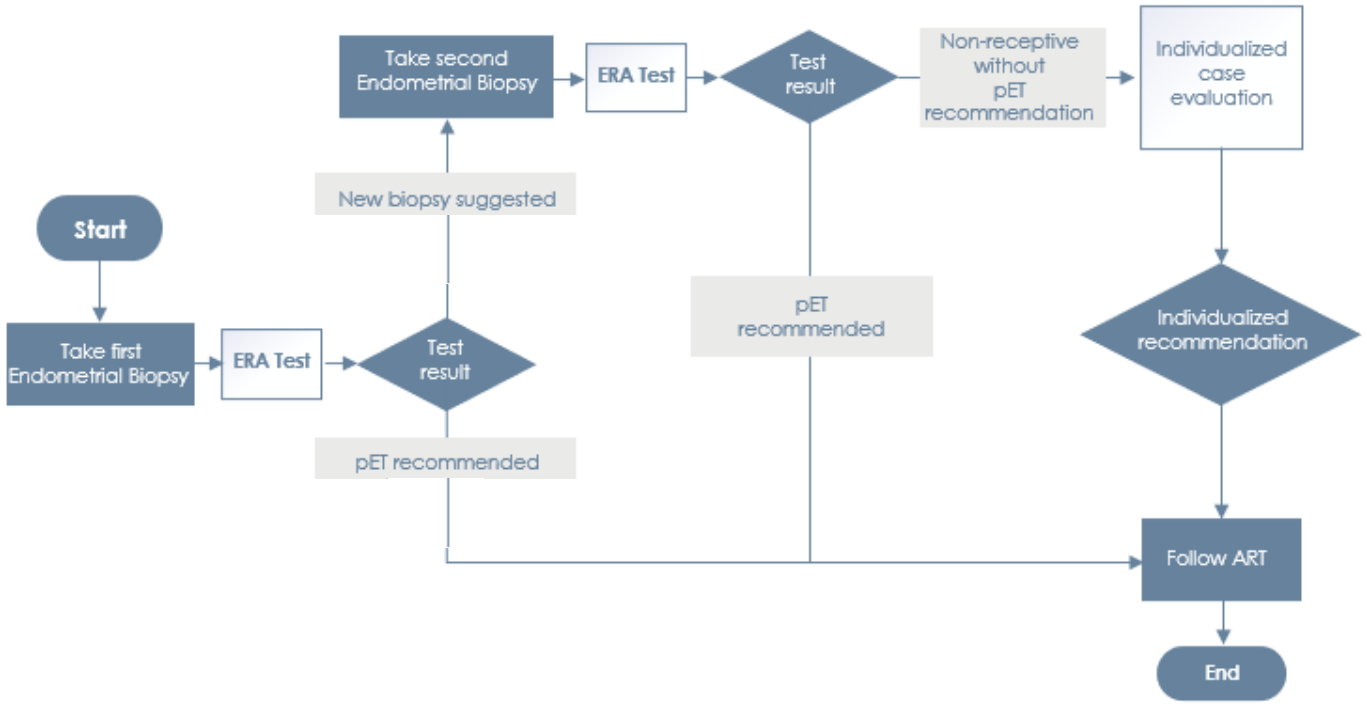 Take second
Endometrial Biopsy
ERA Test
Test
result
Non-receptive
without
pET
recommendation
Individualized
case
evaluation
New biopsy suggested
Start
pET
recommended
Individualized
recommendation
Take first
Endometrial Biopsy
ERA Test
Test
result
pET recommended
Follow ART
End